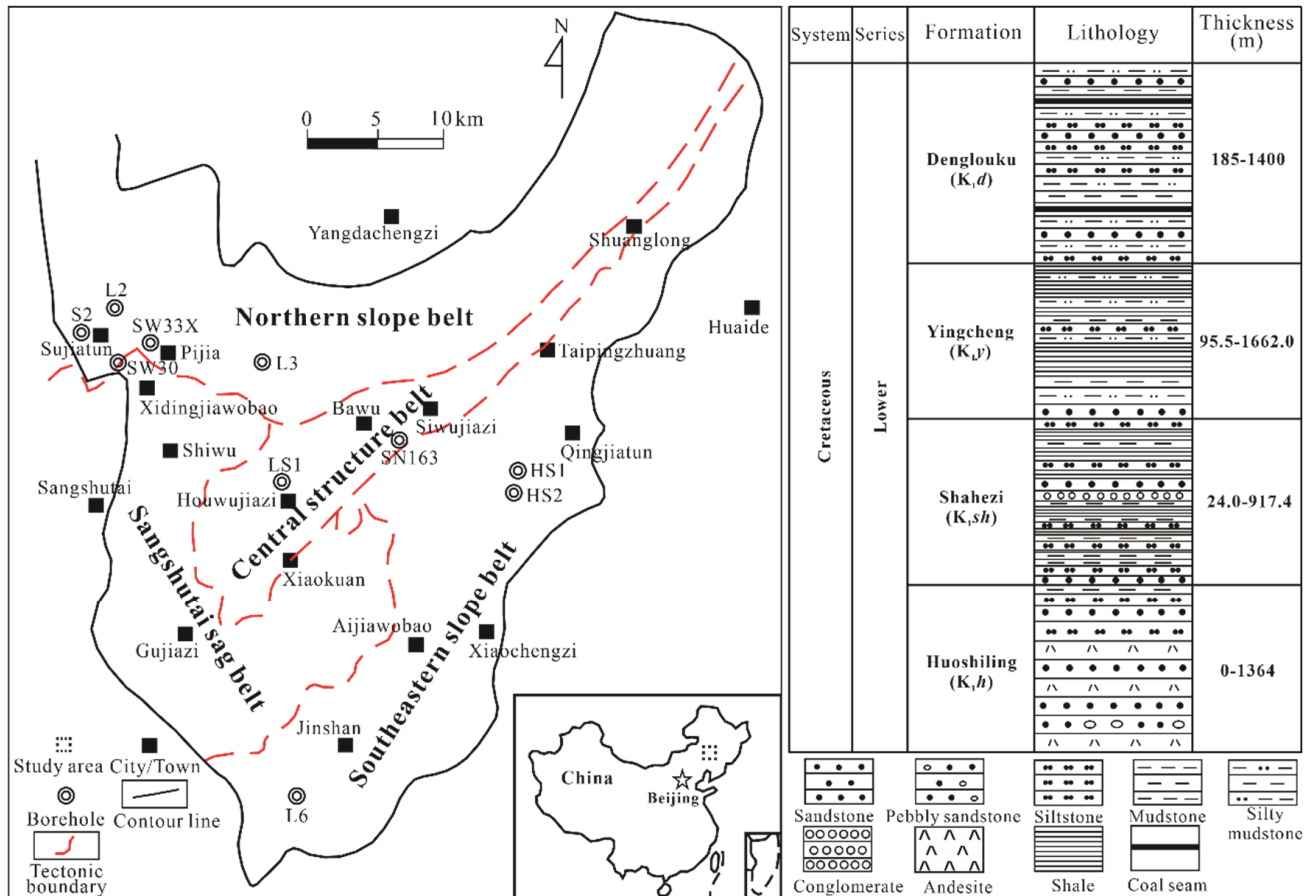 N
0 5 10 km
Yangdachengzi
Shuanglong
Huaide
L2
S2
SW33X
Northern slope belt
Sujiatun
Pijia
SW30
L3
Taipingzhuang
Xidingjiawobao
Bawu
Siwujiazi
Shiwu
SN163
Qingjiatun
LS1
HS1
Sangshutai
Houwujiazi
HS2
Central structure belt
Sangshutai sag belt
Xiaokuan
Southeastern slope belt
Gujiazi
Aijiawobao
Xiaochengzi
Jinshan
L6
Study area City/Town
Borehole Contour line
Tectonic
boundary
China
Beijing
System Series Formation Lithology Thickness
(m)
Cretaceous
Lower
Denglouku
(K₁d)
185-1400
Yingcheng
(K₁y)
95.5-1662.0
Shahezi
(K₁sh)
24.0-917.4
Huoshiling
(K₁h)
0-1364
Sandstone Pebbly sandstone Siltstone Mudstone Silty
mudstone
Conglomerate Andesite Shale Coal seam